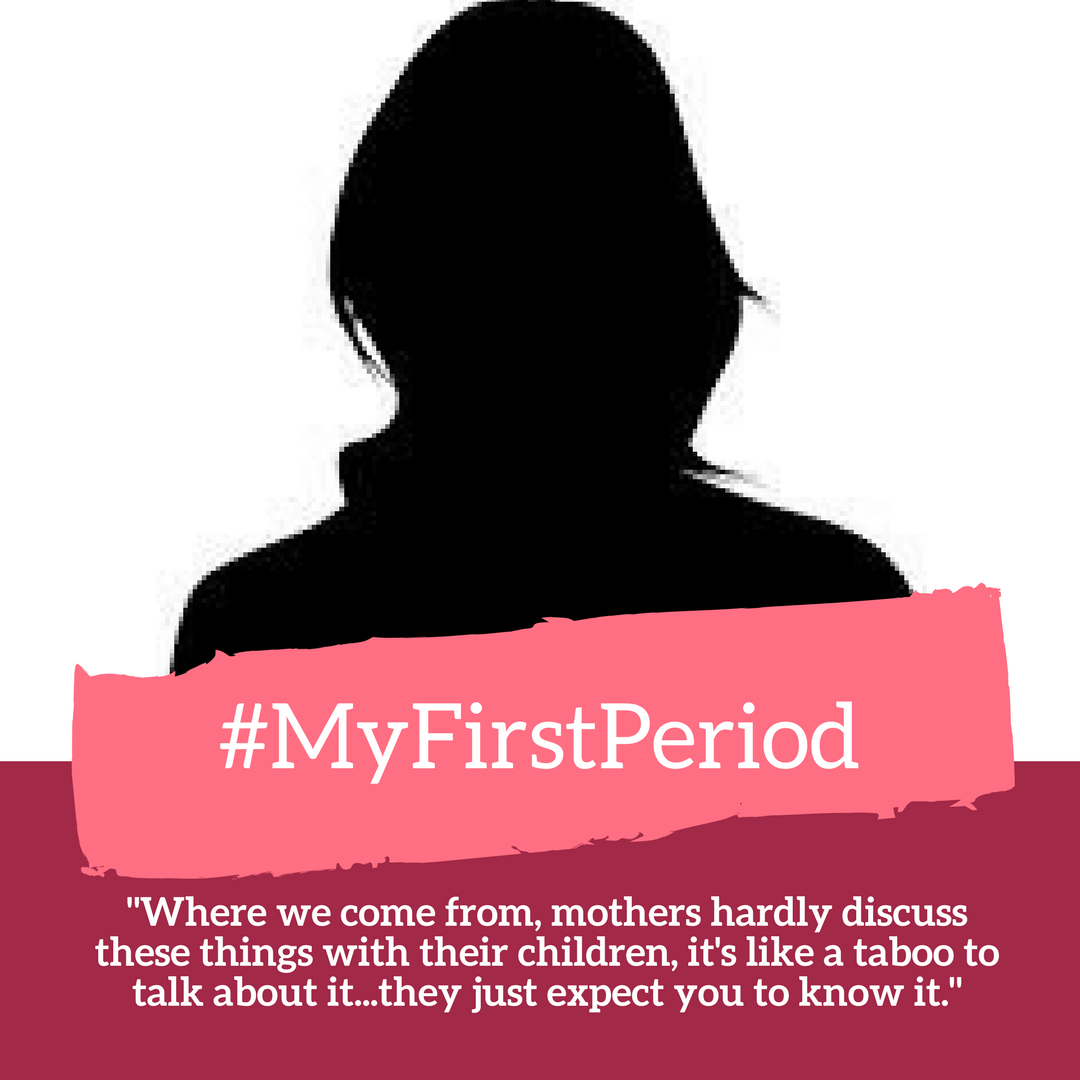 #MyFirstPeriod
"Where we come from, mothers hardly discuss
these things with their children, it's like a taboo to
talk about it...they just expect you to know it."